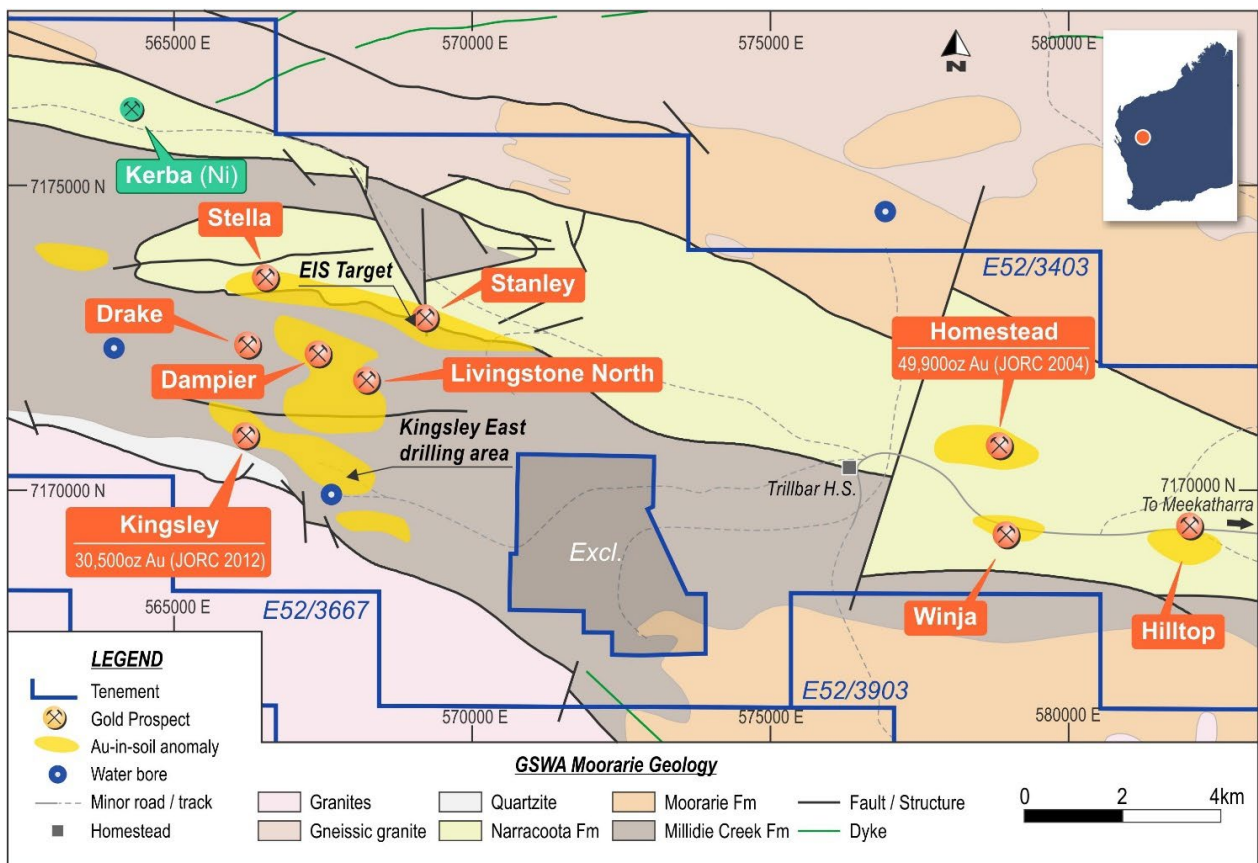 565000 E
570000 E
575000 E
580000 E
N
Kerba (Ni)
7175000 N
Stella
EIS Target
Stanley
E52/3403
Drake
Homestead
49,900oz Au (JORC 2004)
Dampier
Livingstone North
Kingsley East
drilling area
Trillbar H.S.
7170000 N
7170000 N
To Meekatharra
Kingsley
30,500oz Au (JORC 2012)
Excl.
Winja
Hilltop
565000 E
E52/3667
E52/3903
570000 E
575000 E
580000 E
LEGEND
Tenement
Gold Prospect
Au-in-soil anomaly
Water bore
Minor road / track
Homestead
GSWA Moorarie Geology
Granites
Quartzite
Moorarie Fm
Fault / Structure
Gneissic granite
Narracoota Fm
Millidie Creek Fm
Dyke
0 2 4km